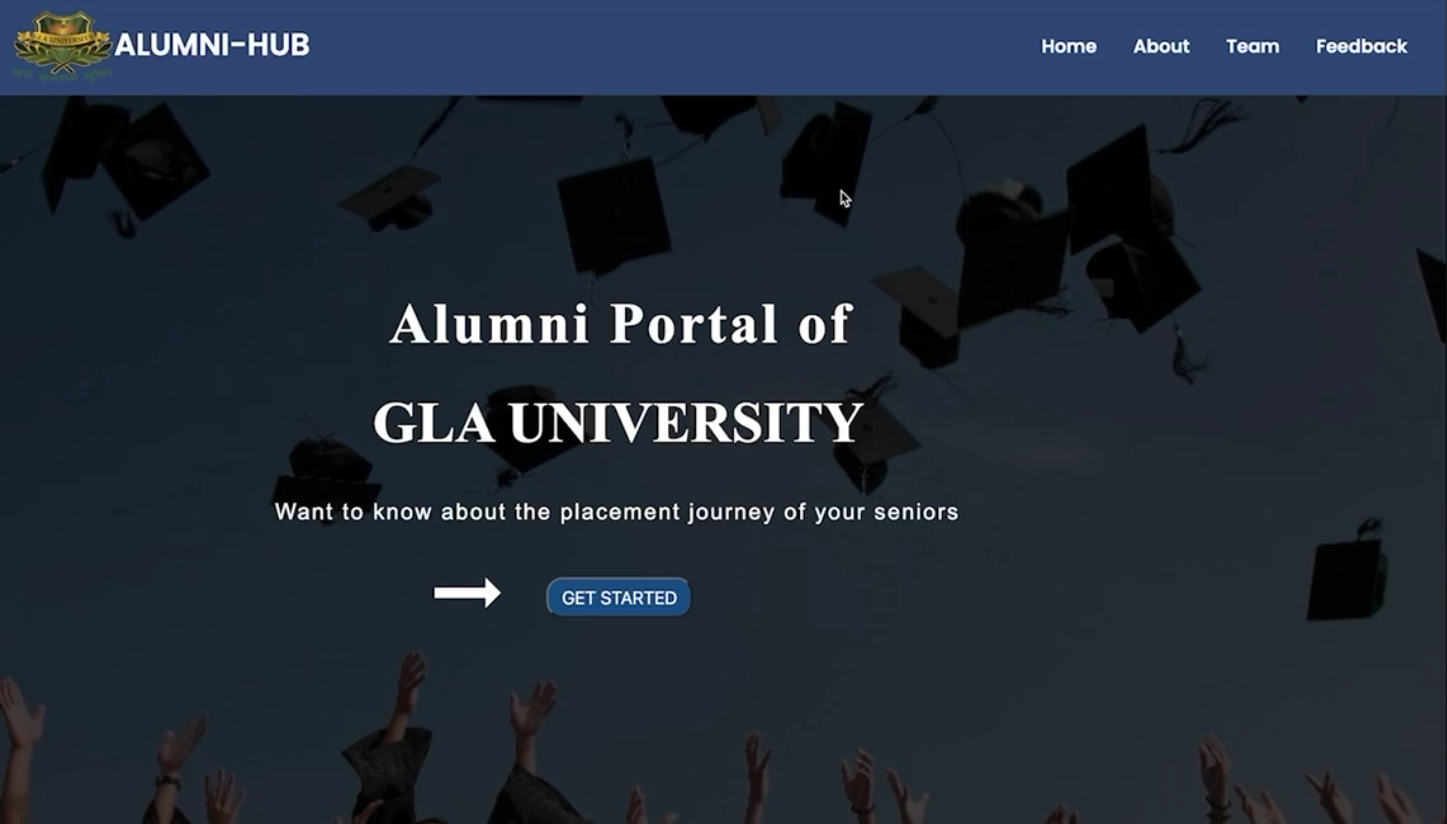 GLA UNIVERSITY
ALUMNI-HUB
Home
About
Team
Feedback
Alumni Portal of
GLA UNIVERSITY
Want to know about the placement journey of your seniors
GET STARTED